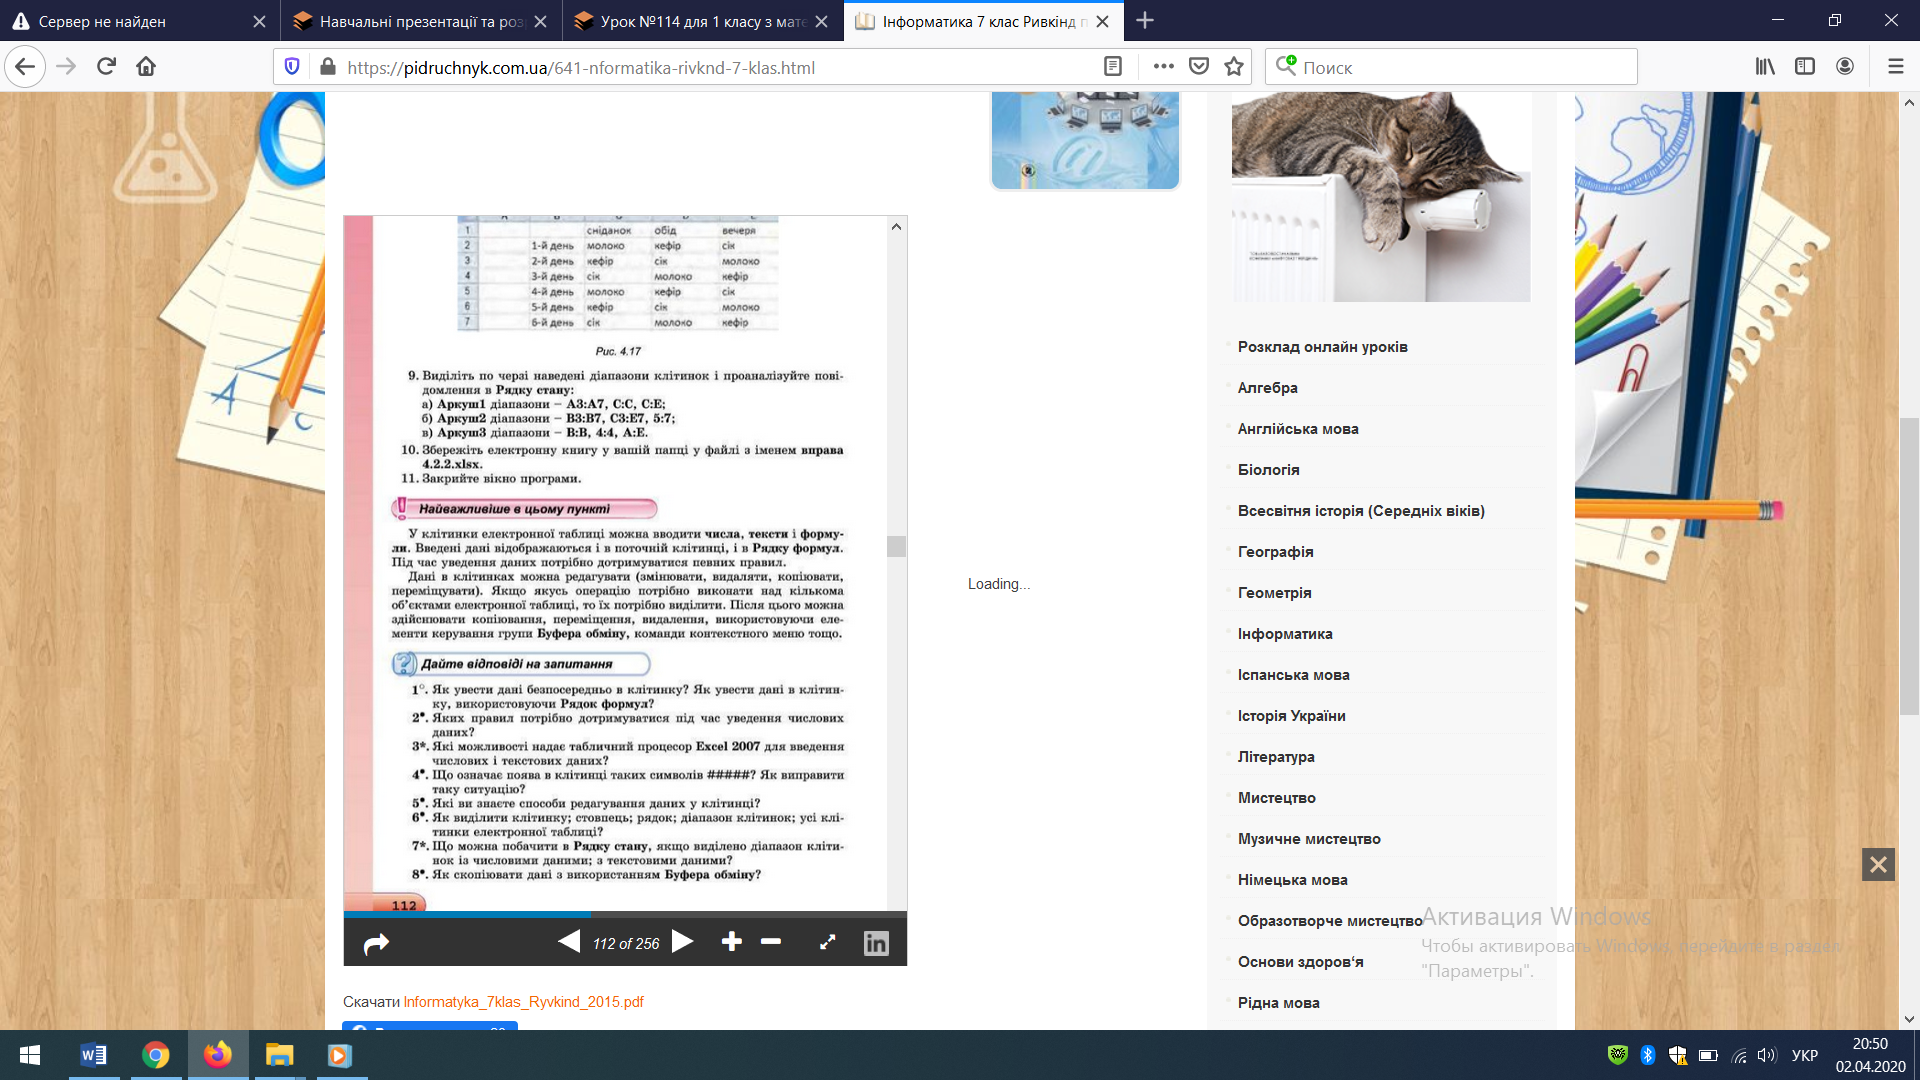 Сервер не найден
Навчальні презентації та роз
Урок №114 для 1 класу з мате
Інформатика 7 клас Ривкінд п
https://pidruchnyk.com.ua/641-nformatika-rivknd-7-klas.html
Поиск
1 сніданок обід вечеря
2 1-й день молоко кефір сік
3 2-й день кефір сік молоко
4 3-й день сік молоко кефір
5 4-й день молоко кефір сік
6 5-й день кефір сік молоко
7 6-й день сік молоко кефір
Рис. 4.17
9. Виділіть по черзі наведені діапазони клітинок і проаналізуйте пові-
домлення в Рядку стану:
а) Аркуш1 діапазони – A3:A7, C:C, C:E;
б) Аркуш2 діапазони – B3:B7, C3:E7, 5:7;
в) Аркуш3 діапазони – B:B, 4:4, A:E.
10. Збережіть електронну книгу у вашій папці у файлі з іменем вправа
4.2.2.xlsx.
11. Закрийте вікно програми.
Найважливіше в цьому пункті
У клітинки електронної таблиці можна вводити числа, тексти і форму-
ли. Введені дані відображаються і в поточній клітинці, і в Рядку формул.
Під час уведення даних потрібно дотримуватися певних правил.
Дані в клітинках можна редагувати (змінювати, видаляти, копіювати,
переміщувати). Якщо якусь операцію потрібно виконати над кількома
об'єктами електронної таблиці, то їх потрібно виділити. Після цього можна
здійснювати копіювання, переміщення, видалення, використовуючи еле-
менти керування групи Буфера обміну, команди контекстного меню тощо.
Дайте відповіді на запитання
1°. Як увести дані безпосередньо в клітинку? Як увести дані в клітин-
ку, використовуючи Рядок формул?
2•. Яких правил потрібно дотримуватися під час уведення числових
даних?
3*. Які можливості надає табличний процесор Excel 2007 для введення
числових і текстових даних?
4•. Що означає поява в клітинці таких символів #####? Як виправити
таку ситуацію?
5•. Які ви знаєте способи редагування даних у клітинці?
6•. Як виділити клітинку; стовпець; рядок; діапазон клітинок; усі клі-
тинки електронної таблиці?
7*. Що можна побачити в Рядку стану, якщо виділено діапазон кліти-
нок із числовими даними; з текстовими даними?
8•. Як скопіювати дані з використанням Буфера обміну?
112
112 of 256
Скачати Informatyka_7klas_Ryvkind_2015.pdf
Loading...
Розклад онлайн уроків
Алгебра
Англійська мова
Біологія
Всесвітня історія (Середніх віків)
Географія
Геометрія
Інформатика
Іспанська мова
Історія України
Література
Мистецтво
Музичне мистецтво
Німецька мова
Образотворче мистецтво
Основи здоров'я
Рідна мова
Активация Windows
Чтобы активировать Windows, перейдите в раздел
"Параметры".
УКР
20:50
02.04.2020